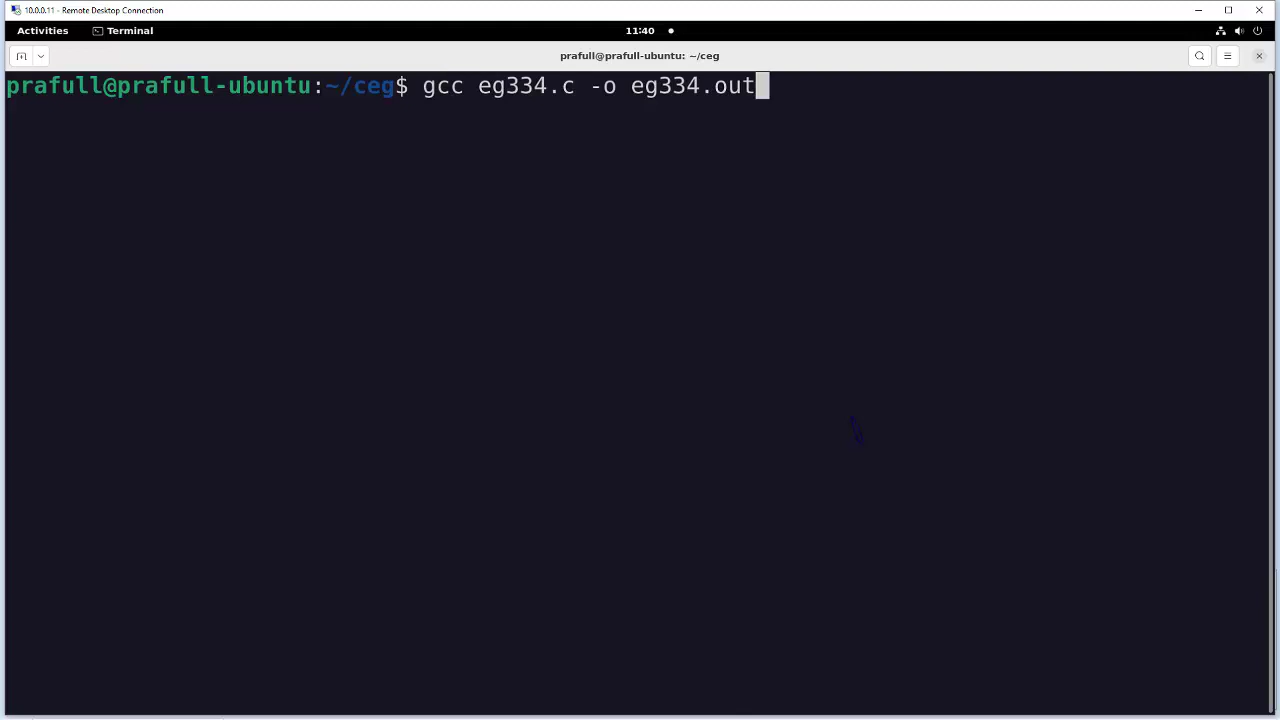 10.0.0.11 - Remote Desktop Connection
Activities Terminal 11:40
prafull@prafull-ubuntu: ~/ceg
prafull@prafull-ubuntu:~/ceg$ gcc eg334.c -o eg334.out